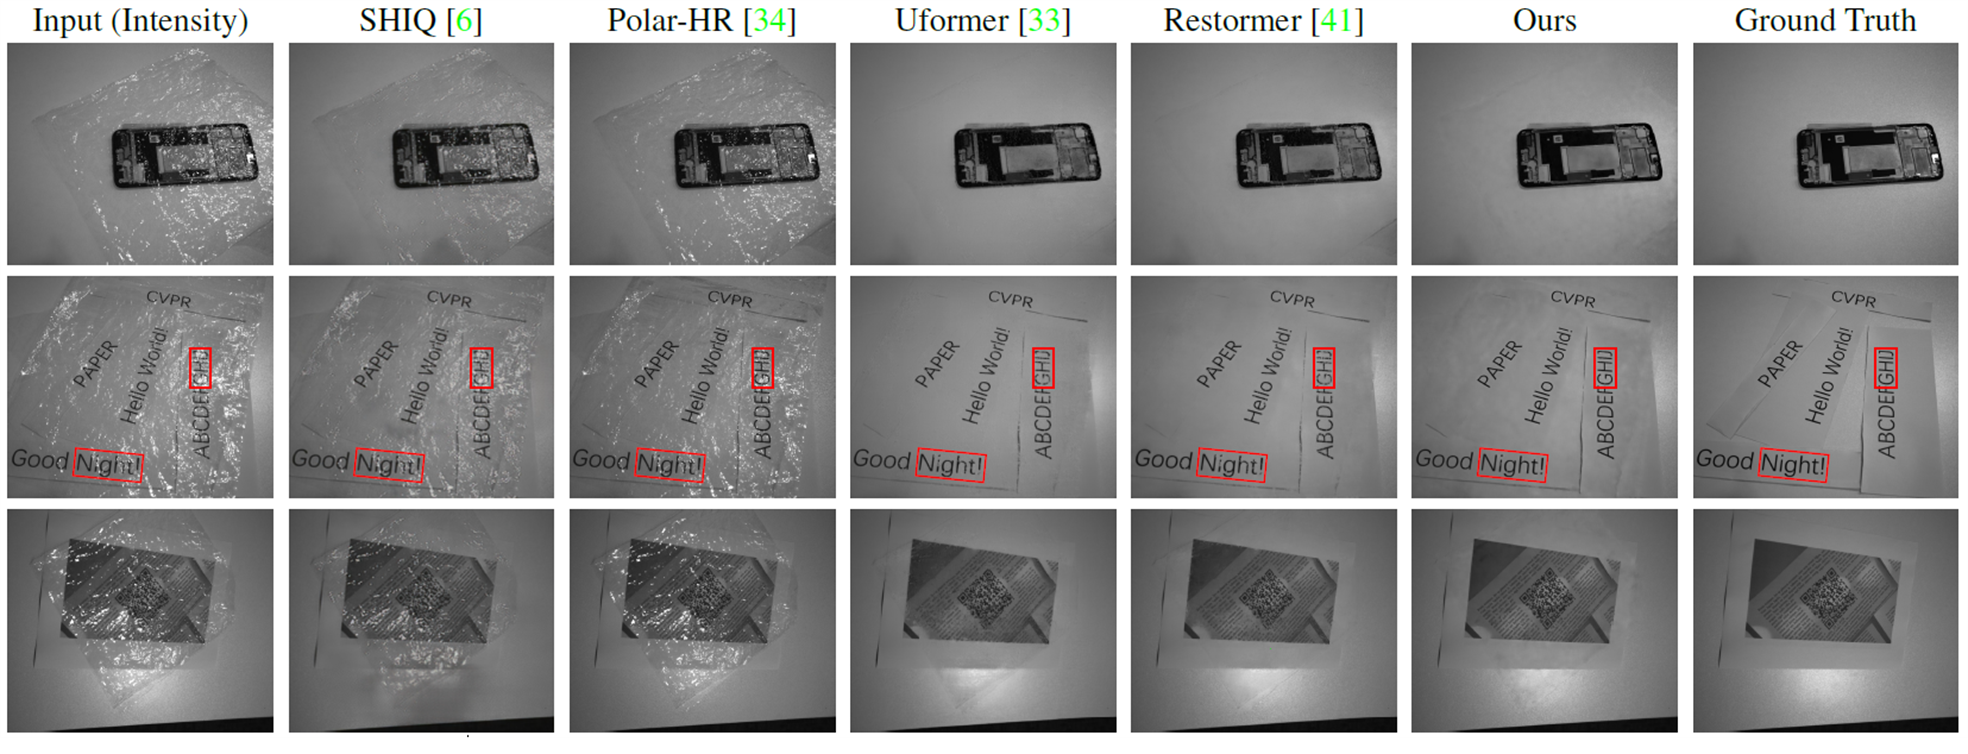 Input (Intensity) SHIQ [6] Polar-HR [34] Uformer [33] Restormer [41] Ours Ground Truth
CVPR CVPR CVPR CVPR CVPR CVPR CVPR
PAPER PAPER PAPER PAPER PAPER PAPER PAPER
Hello World! Hello World! Hello World! Hello World! Hello World! Hello World! Hello World!
ABCDEFGHIJ ABCDEFGHIJ ABCDEFGHIJ ABCDEFGHIJ ABCDEFGHIJ ABCDEFGHIJ ABCDEFGHIJ
Good Night! Good Night! Good Night! Good Night! Good Night! Good Night! Good Night!